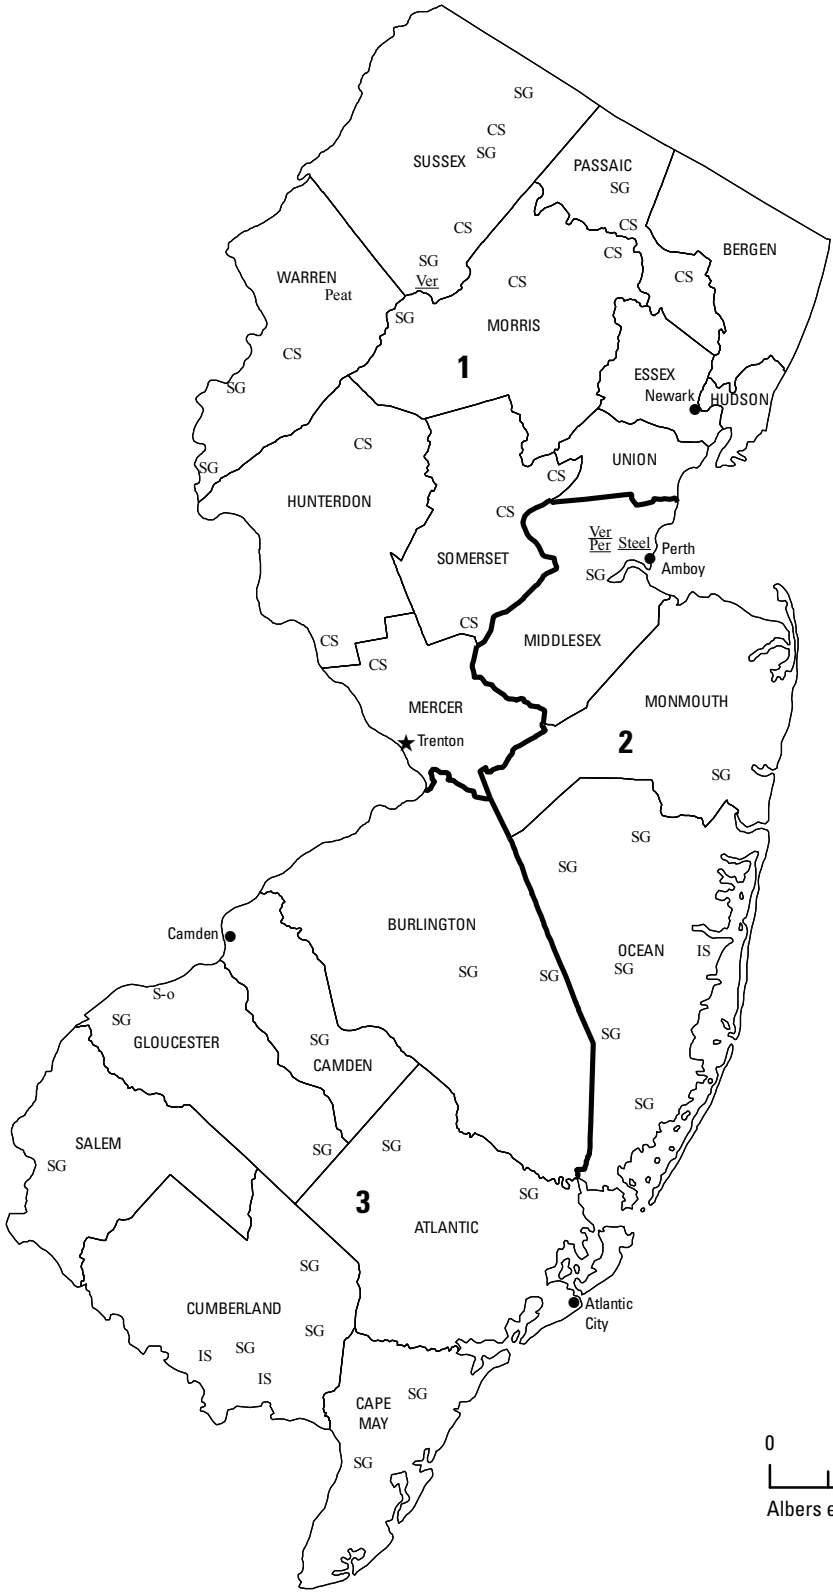 SG
CS
SUSSEX
SG
PASSAIC
SG
CS
CS
BERGEN
CS
SG
Ver
CS
CS
WARREN
Peat
SG
MORRIS
1
CS
SG
ESSEX
Newark
HUDSON
CS
UNION
SG
CS
HUNTERDON
CS
SOMERSET
Ver
Per
Steel
Perth
Amboy
SG
CS
CS
CS
MIDDLESEX
MERCER
MONMOUTH
Trenton
2
SG
SG
SG
BURLINGTON
Camden
OCEAN
IS
SG
SG
SG
S-o
SG
GLOUCESTER
SG
CAMDEN
SG
SG
SALEM
SG
SG
SG
3
SG
ATLANTIC
SG
CUMBERLAND
Atlantic
City
SG
SG
IS
IS
CAPE
MAY
SG
SG
0
Albers e